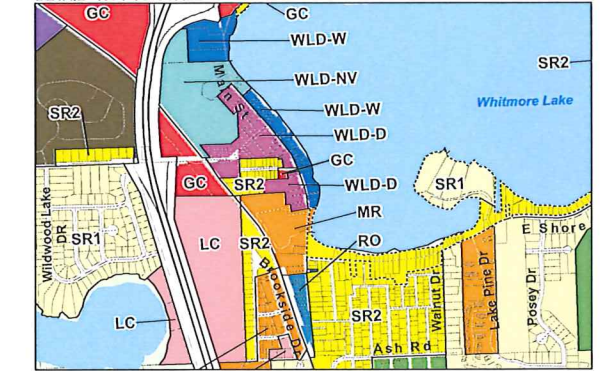 GC
GC
WLD-W
SR2
WLD-NV
Main St
WLD-W
Whitmore Lake
SR2
WLD-D
GC
GC
SR2
WLD-D
SR1
Wildwood Lake DR
SR1
MR
E Shore
LC
SR2
RO
Brookside Dr
Walnut Dr
Lake Pine Dr
Posey Dr
LC
SR2
Ash Rd